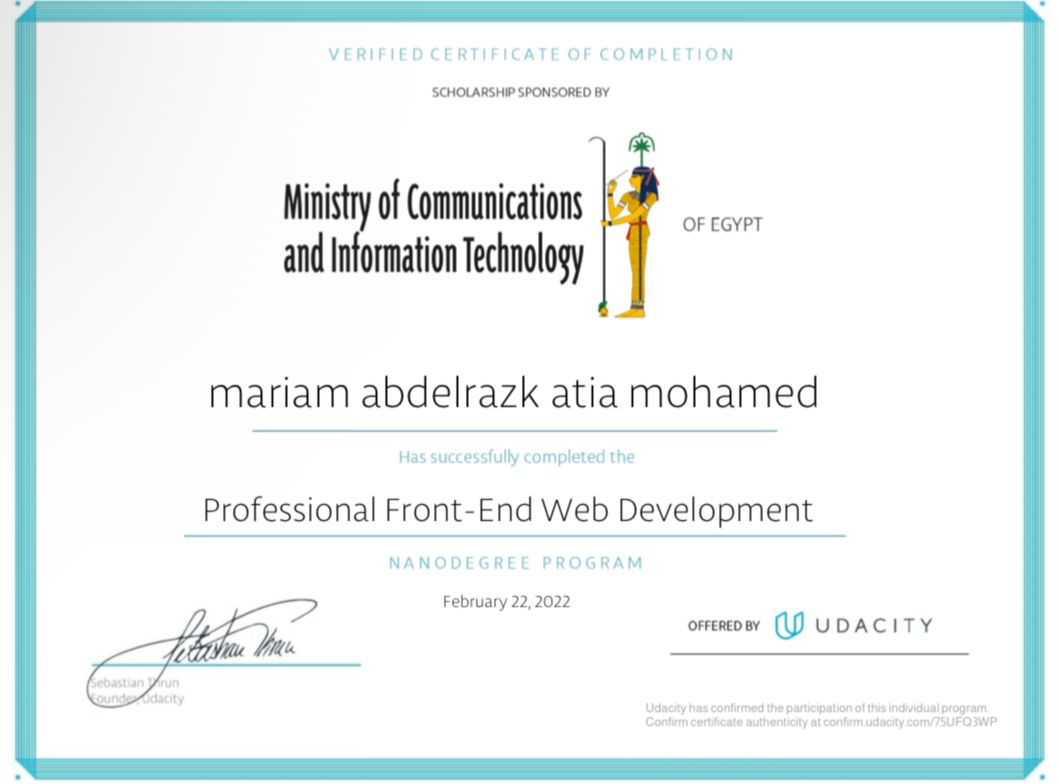 VERIFIED CERTIFICATE OF COMPLETION
SCHOLARSHIP SPONSORED BY
Ministry of Communications
and Information Technology
OF EGYPT
mariam abdelrazk atia mohamed
Has successfully completed the
Professional Front-End Web Development
NANODEGREE PROGRAM
February 22, 2022
Sebastian Thrun
OFFERED BY UDACITY
Sebastian Thrun
Founder, Udacity
Udacity has confirmed the participation of this individual program.
Confirm certificate authenticity at confirm.udacity.com/75UFQ3WP